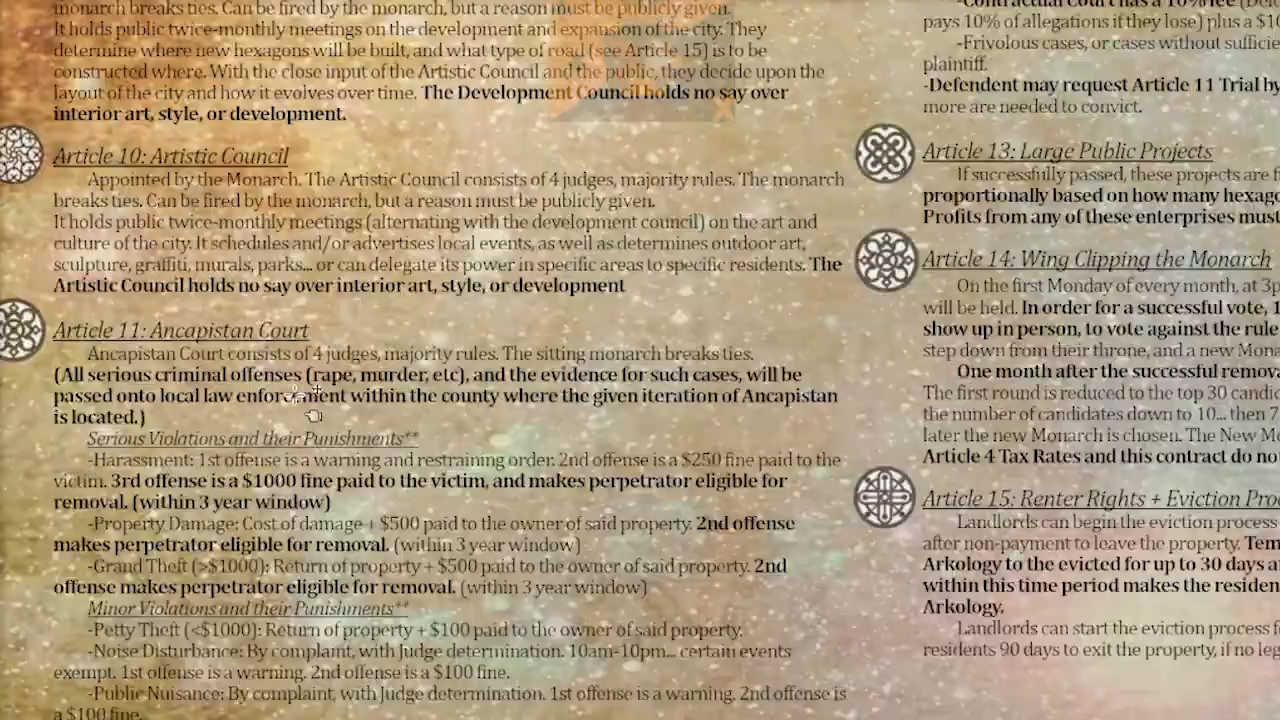 monarch breaks ties. Can be fired by the monarch, but a reason must be publicly given.
It holds public twice-monthly meetings on the development and expansion of the city. They
determine where new hexagons will be built, and what type of road (see Article 15) is to be
constructed where. With the close input of the Artistic Council and the public, they decide upon the
layout of the city and how it evolves over time. The Development Council holds no say over
interior art, style, or development.
Article 10: Artistic Council
Appointed by the Monarch. The Artistic Council consists of 4 judges, majority rules. The monarch
breaks ties. Can be fired by the monarch, but a reason must be publicly given.
It holds public twice-monthly meetings (alternating with the development council) on the art and
culture of the city. It schedules and/or advertises local events, as well as determines outdoor art,
sculpture, graffiti, murals, parks... or can delegate its power in specific areas to specific residents. The
Artistic Council holds no say over interior art, style, or development
Article 11: Ancapistan Court
Ancapistan Court consists of 4 judges, majority rules. The sitting monarch breaks ties.
(All serious criminal offenses (rape, murder, etc), and the evidence for such cases, will be
passed onto local law enforcement within the county where the given iteration of Ancapistan
is located.)
Serious Violations and their Punishments**
-Harassment: 1st offense is a warning and restraining order. 2nd offense is a $250 fine paid to the
victim. 3rd offense is a $1000 fine paid to the victim, and makes perpetrator eligible for
removal. (within 3 year window)
-Property Damage: Cost of damage + $500 paid to the owner of said property. 2nd offense
makes perpetrator eligible for removal. (within 3 year window)
-Grand Theft (>$1000): Return of property + $500 paid to the owner of said property. 2nd
offense makes perpetrator eligible for removal. (within 3 year window)
Minor Violations and their Punishments**
-Petty Theft (<$1000): Return of property + $100 paid to the owner of said property.
-Noise Disturbance: By complaint, with Judge determination. 10am-10pm... certain events
exempt. 1st offense is a warning. 2nd offense is a $100 fine.
-Public Nuisance: By complaint, with Judge determination. 1st offense is a warning. 2nd offense is
a $100 fine.
-Contractual Court has a 10% fee
pays 10% of allegations if they lose) plus a $10
-Frivolous cases, or cases without sufficie
plaintiff.
-Defendant may request Article 11 Trial by
more are needed to convict.
Article 13: Large Public Projects
If successfully passed, these projects are f
proportionally based on how many hexago
Profits from any of these enterprises must
Article 14: Wing Clipping the Monarch
On the first Monday of every month, at 3p
will be held. In order for a successful vote, 1
show up in person, to vote against the rule
step down from their throne, and a new Mona
One month after the successful remova
The first round is reduced to the top 30 candid
the number of candidates down to 10... then 7
later the new Monarch is chosen. The New Mo
Article 4 Tax Rates and this contract do no
Article 15: Renter Rights + Eviction Pro
Landlords can begin the eviction process
after non-payment to leave the property. Tem
Arkology to the evicted for up to 30 days a
within this time period makes the residen
Arkology.
Landlords can start the eviction process f
residents 90 days to exit the property, if no leg